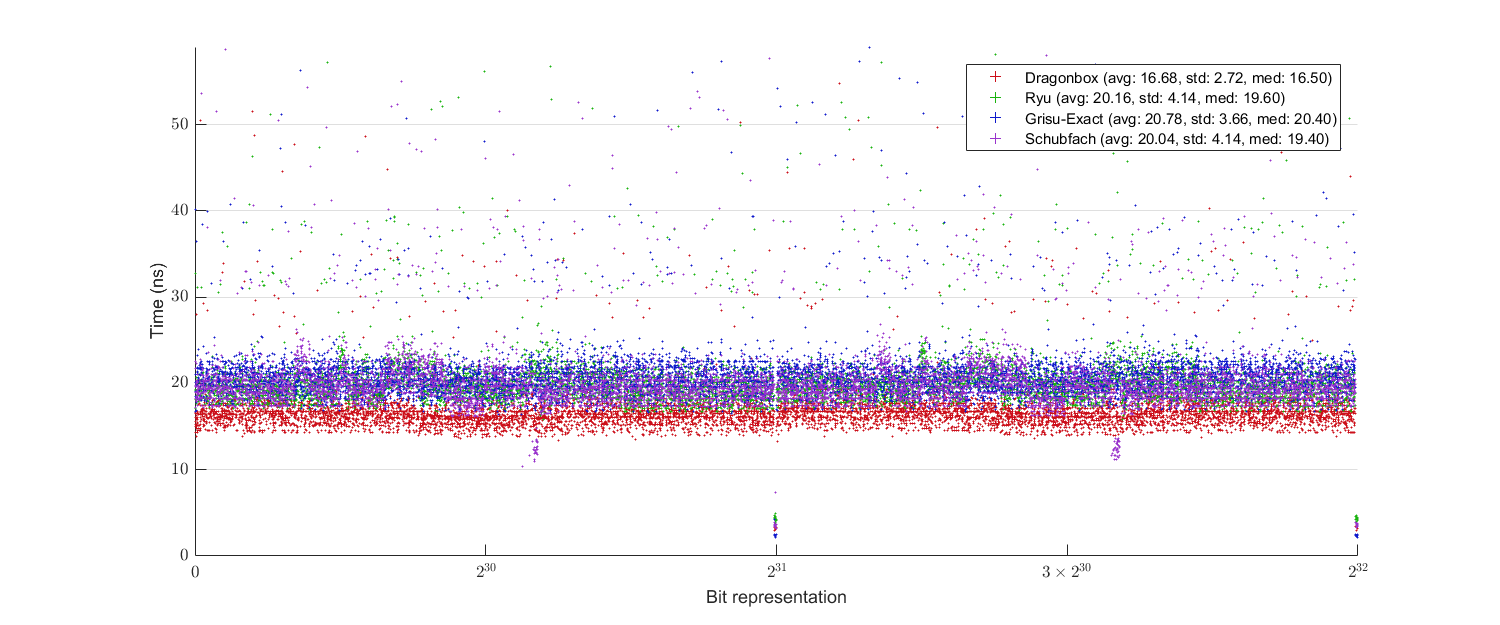 Dragonbox (avg: 16.68, std: 2.72, med: 16.50)
Ryu (avg: 20.16, std: 4.14, med: 19.60)
Grisu-Exact (avg: 20.78, std: 3.66, med: 20.40)
Schubfach (avg: 20.04, std: 4.14, med: 19.40)
50
40
30
20
10
0
Time (ns)
0 2^30 2^31 3 × 2^30 2^32
Bit representation